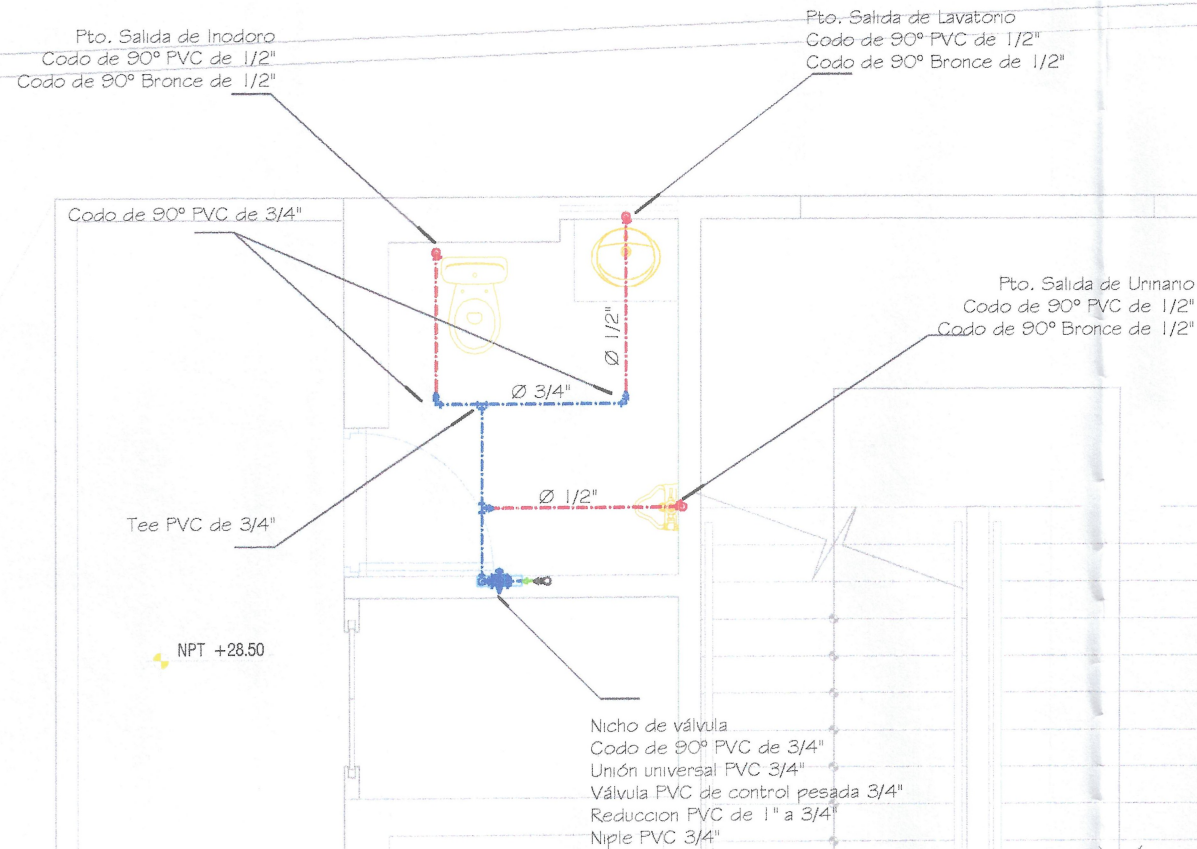 Pto. Salida de Inodoro
Codo de 90° PVC de 1/2"
Codo de 90° Bronce de 1/2"
Pto. Salida de Lavatorio
Codo de 90° PVC de 1/2"
Codo de 90° Bronce de 1/2"
Codo de 90° PVC de 3/4"
Pto. Salida de Urinario
Codo de 90° PVC de 1/2"
Codo de 90° Bronce de 1/2"
Ø 1/2"
Ø 3/4"
Ø 1/2"
Tee PVC de 3/4"
NPT +28.50
Nicho de válvula
Codo de 90° PVC de 3/4"
Unión universal PVC 3/4"
Válvula PVC de control pesada 3/4"
Reduccion PVC de 1" a 3/4"
Niple PVC 3/4"